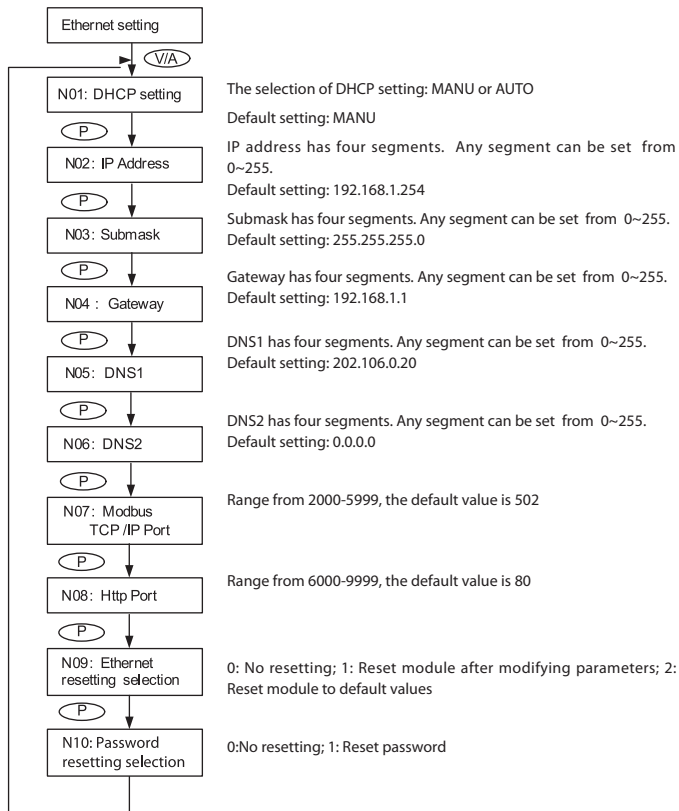 Ethernet setting
V/A
N01: DHCP setting
The selection of DHCP setting: MANU or AUTO
Default setting: MANU
P
N02: IP Address
IP address has four segments. Any segment can be set from
0~255.
Default setting: 192.168.1.254
P
N03: Submask
Submask has four segments. Any segment can be set from 0~255.
Default setting: 255.255.255.0
P
N04 : Gateway
Gateway has four segments. Any segment can be set from 0~255.
Default setting: 192.168.1.1
P
N05: DNS1
DNS1 has four segments. Any segment can be set from 0~255.
Default setting: 202.106.0.20
P
N06: DNS2
DNS2 has four segments. Any segment can be set from 0~255.
Default setting: 0.0.0.0
P
N07: Modbus
TCP /IP Port
Range from 2000-5999, the default value is 502
P
N08: Http Port
Range from 6000-9999, the default value is 80
P
N09: Ethernet
resetting selection
0: No resetting; 1: Reset module after modifying parameters; 2:
Reset module to default values
P
N10: Password
resetting selection
0:No resetting; 1: Reset password